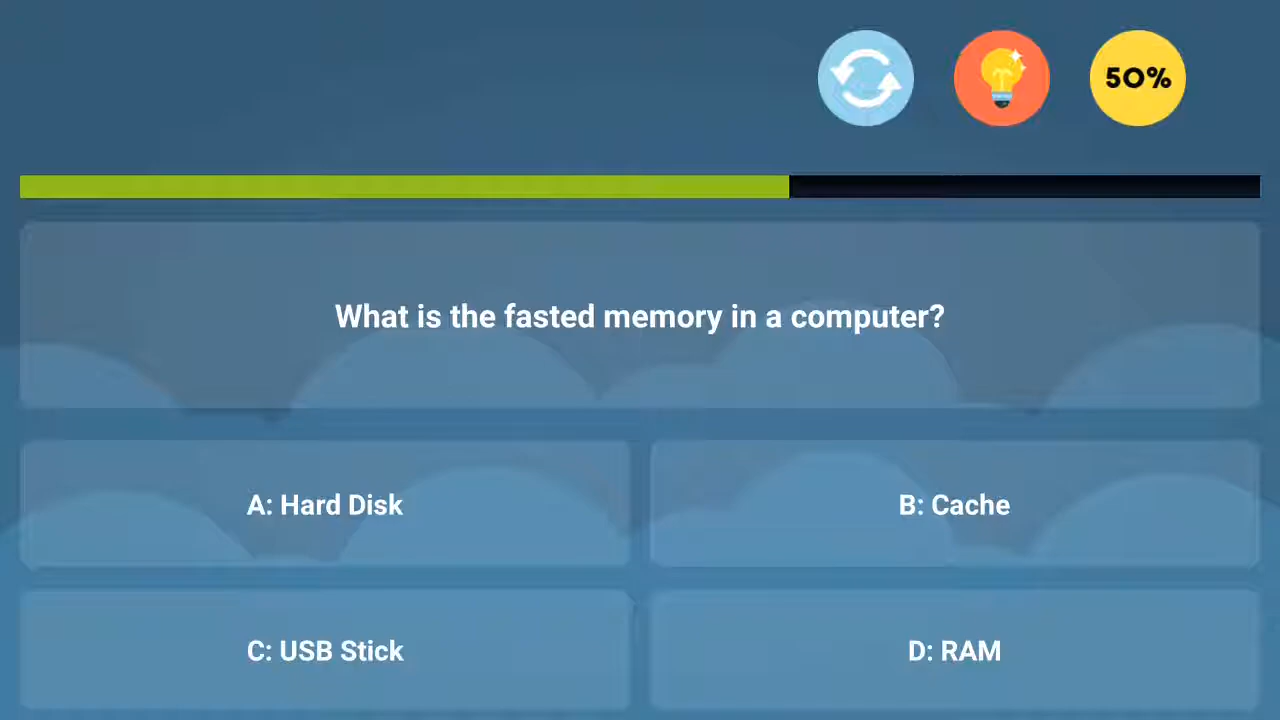 50%
What is the fasted memory in a computer?
A: Hard Disk
B: Cache
C: USB Stick
D: RAM